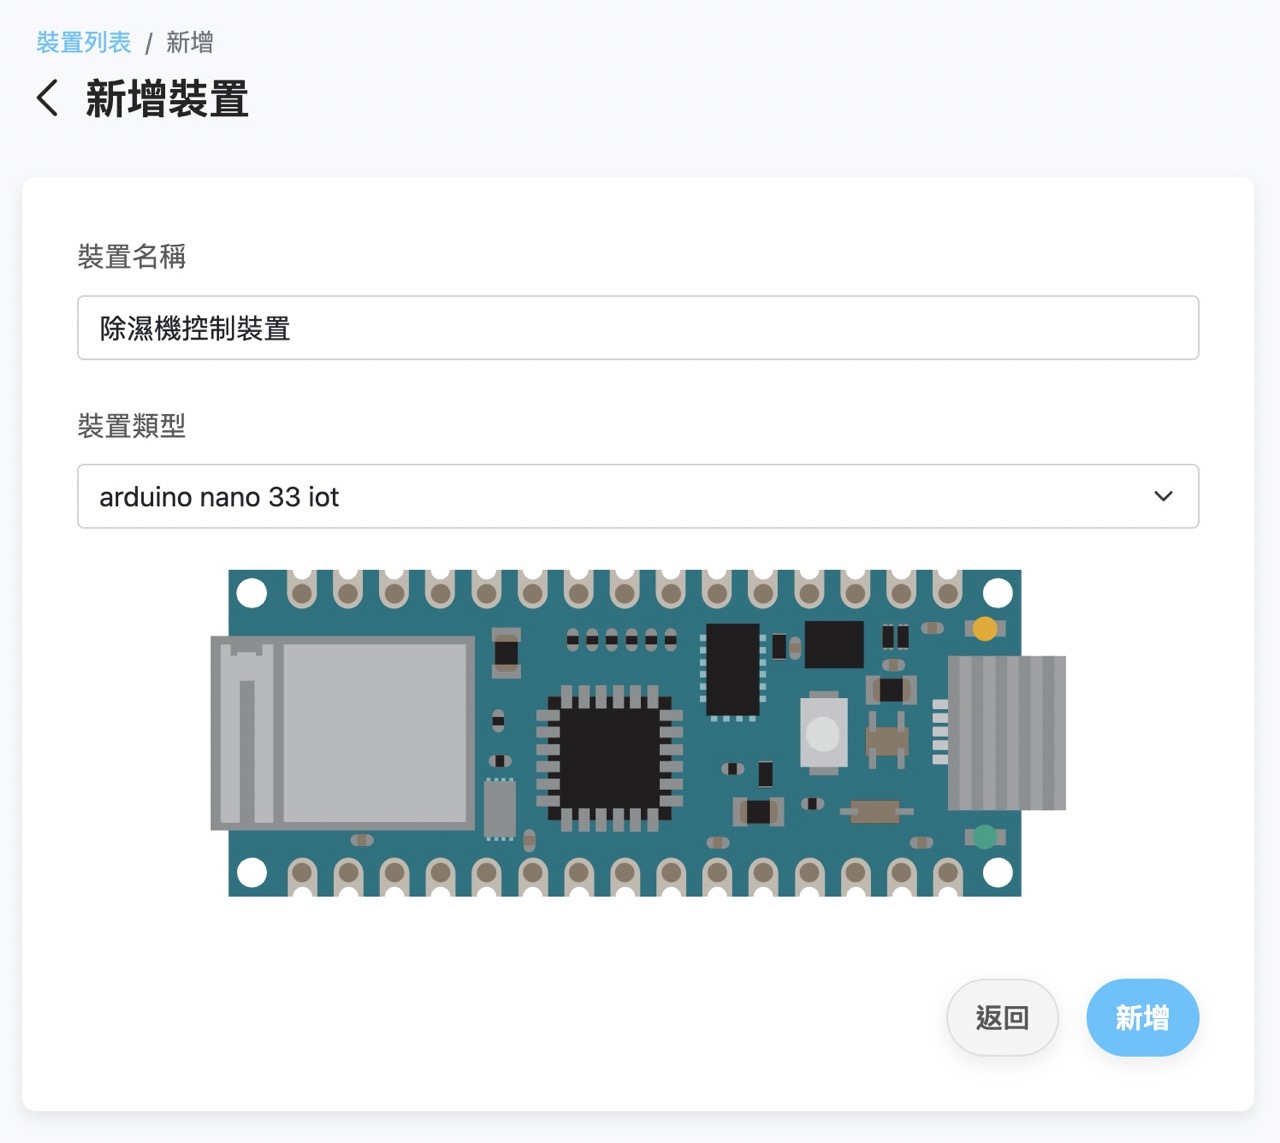 裝置列表 / 新增
新增裝置
裝置名稱
除濕機控制裝置
裝置類型
arduino nano 33 iot
返回
新增